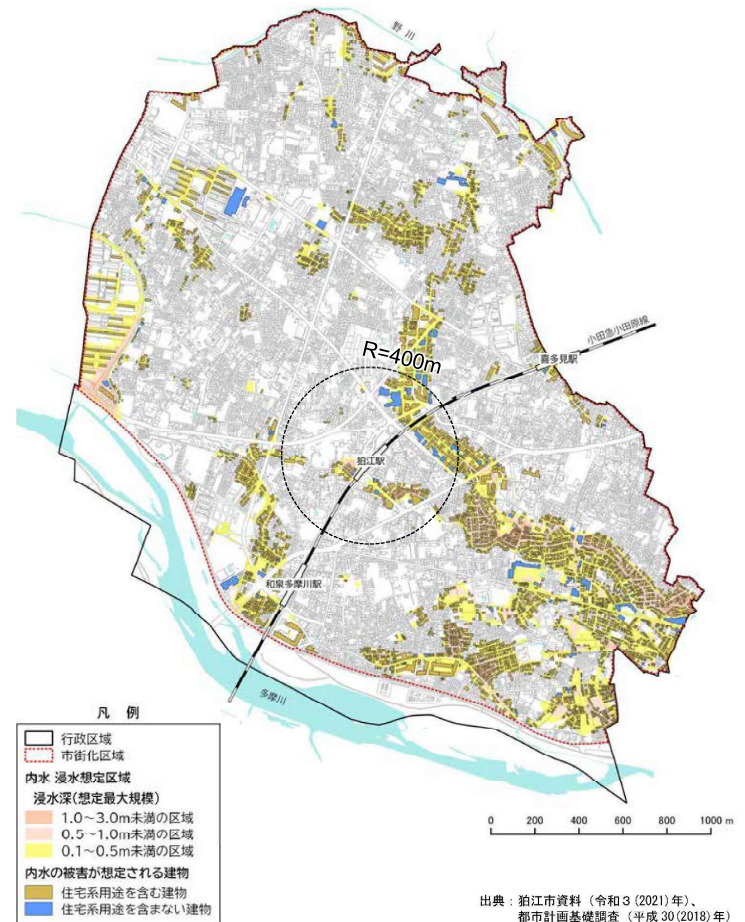 野川
小田急小田原線
喜多見駅
R=400m
狛江駅
和泉多摩川駅
多摩川
凡 例
行政区域
市街化区域
内水 浸水想定区域
浸水深(想定最大規模)
1.0~3.0m未満の区域
0.5~1.0m未満の区域
0.1~0.5m未満の区域
内水の被害が想定される建物
住宅系用途を含む建物
住宅系用途を含まない建物
0 200 400 600 800 1000 m
出典:狛江市資料(令和3(2021)年)、
都市計画基礎調査(平成30(2018)年)